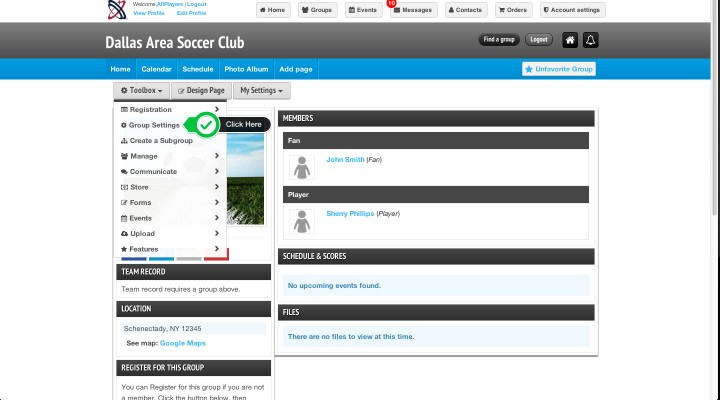 Welcome,AllPlayers | Logout
View Profile Edit Profile
Home Groups Events 10 Messages Contacts Orders Account settings
Dallas Area Soccer Club
Find a group Logout
Home Calendar Schedule Photo Album Add page
Unfavorite Group
Toolbox Design Page My Settings
Registration
Group Settings
Click Here
Create a Subgroup
Manage
Communicate
Store
Forms
Events
Upload
Features
TEAM RECORD
Team record requires a group above.
LOCATION
Schenectady, NY 12345
See map: Google Maps
REGISTER FOR THIS GROUP
You can Register for this group if you are not
a member. Click the button below, then
MEMBERS
Fan
John Smith (Fan)
Player
Sherry Phillips (Player)
SCHEDULE & SCORES
No upcoming events found.
FILES
There are no files to view at this time.